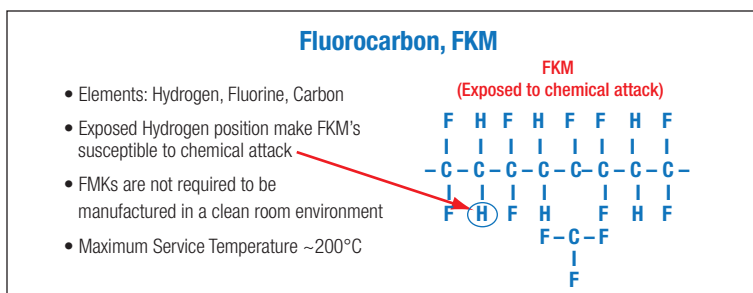 Fluorocarbon, FKM
• Elements: Hydrogen, Fluorine, Carbon
• Exposed Hydrogen position make FKM's
susceptible to chemical attack
• FMKs are not required to be
manufactured in a clean room environment
• Maximum Service Temperature ~200°C
FKM
(Exposed to chemical attack)
F H F H F F H F
– C – C – C – C – C – C – C – C –
F H F H F H F
F – C – F
F